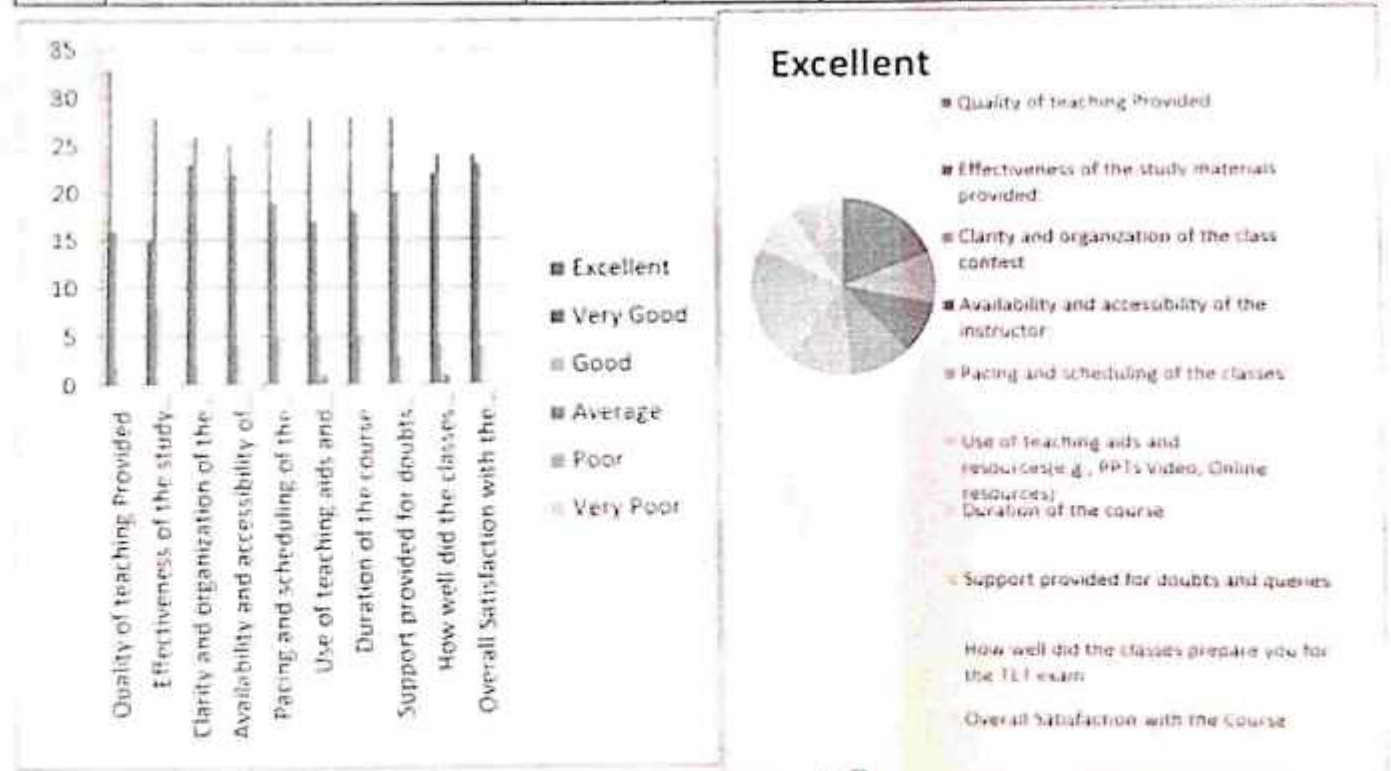 35
30
25
20
15
10
5
0
Quality of teaching Provided
Effectiveness of the study...
Clarity and organization of the...
Availability and accessibility of...
Pacing and scheduling of the...
Use of teaching aids and...
Duration of the course
Support provided for doubts...
How well did the classes...
Overall Satisfaction with the...
Excellent
Very Good
Good
Average
Poor
Very Poor
Excellent
Quality of teaching Provided
Effectiveness of the study materials
provided.
Clarity and organization of the class
contest
Availability and accessibility of the
instructor
Pacing and scheduling of the classes
Use of teaching aids and
resources(e.g., PPTs Video, Online
resources)
Duration of the course
Support provided for doubts and queries
How well did the classes prepare you for
the TET exam
Overall Satisfaction with the Course